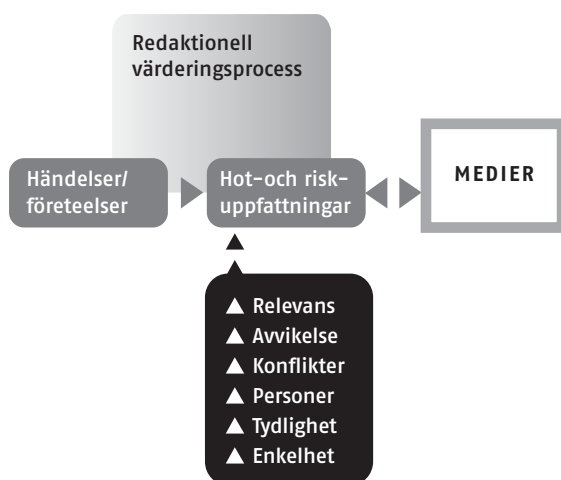 Redaktionell
värderingsprocess
Händelser/
företeelser
Hot-och risk-
uppfattningar
MEDIER
Relevans
Avvikelse
Konflikter
Personer
Tydlighet
Enkelhet